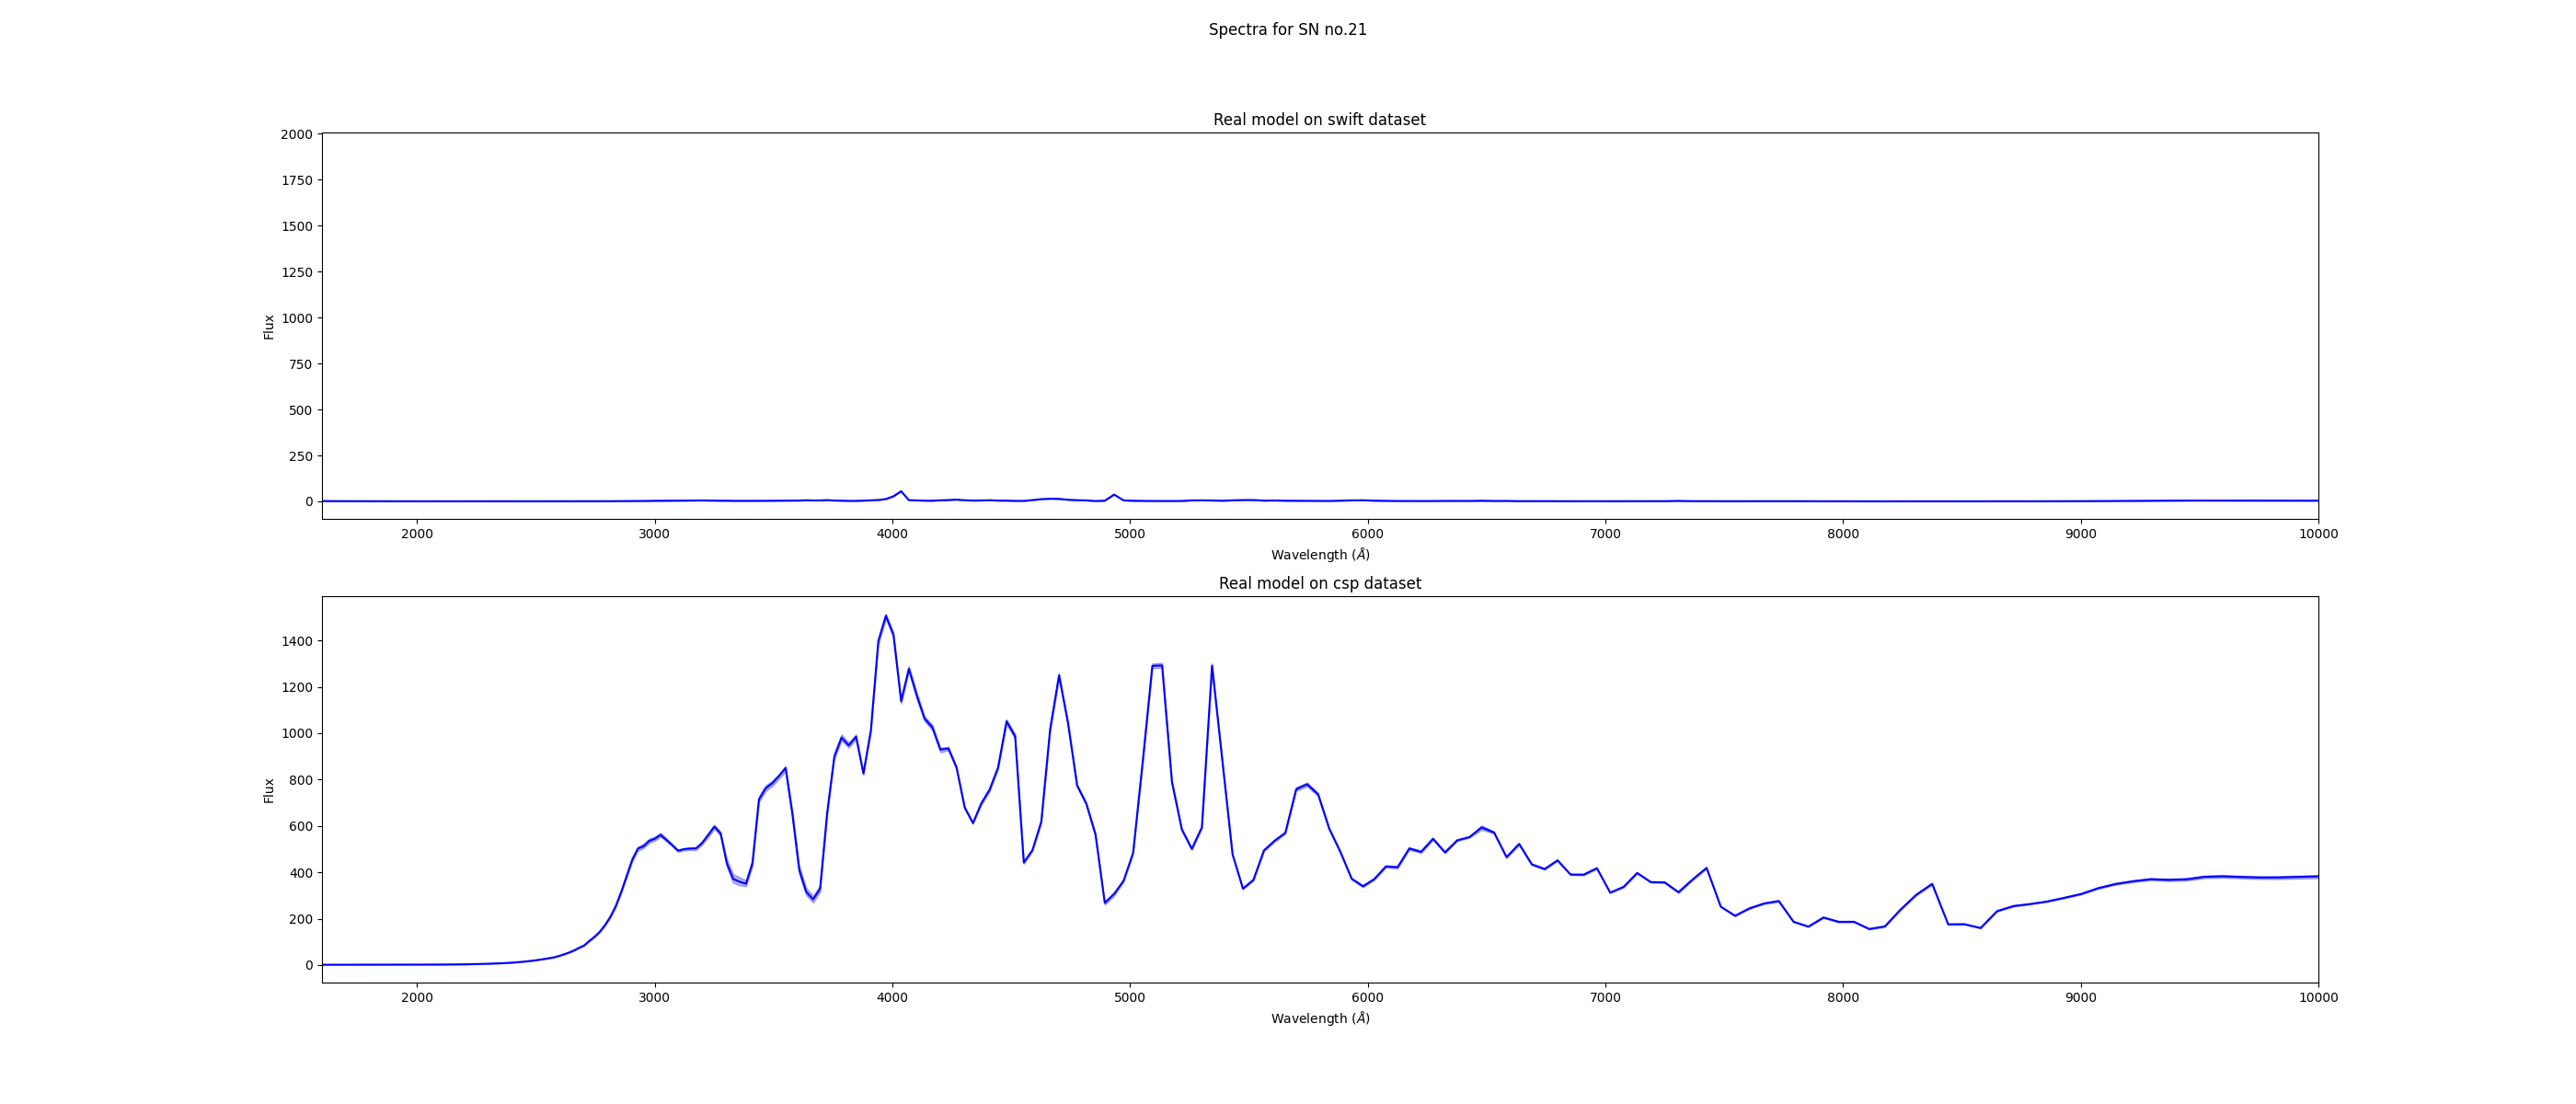 Spectra for SN no.21
Real model on swift dataset
2000
1750
1500
1250
1000
750
500
250
0
Flux
2000 3000 4000 5000 6000 7000 8000 9000 10000
Wavelength (Å)
Real model on csp dataset
1400
1200
1000
800
600
400
200
0
Flux
2000 3000 4000 5000 6000 7000 8000 9000 10000
Wavelength (Å)